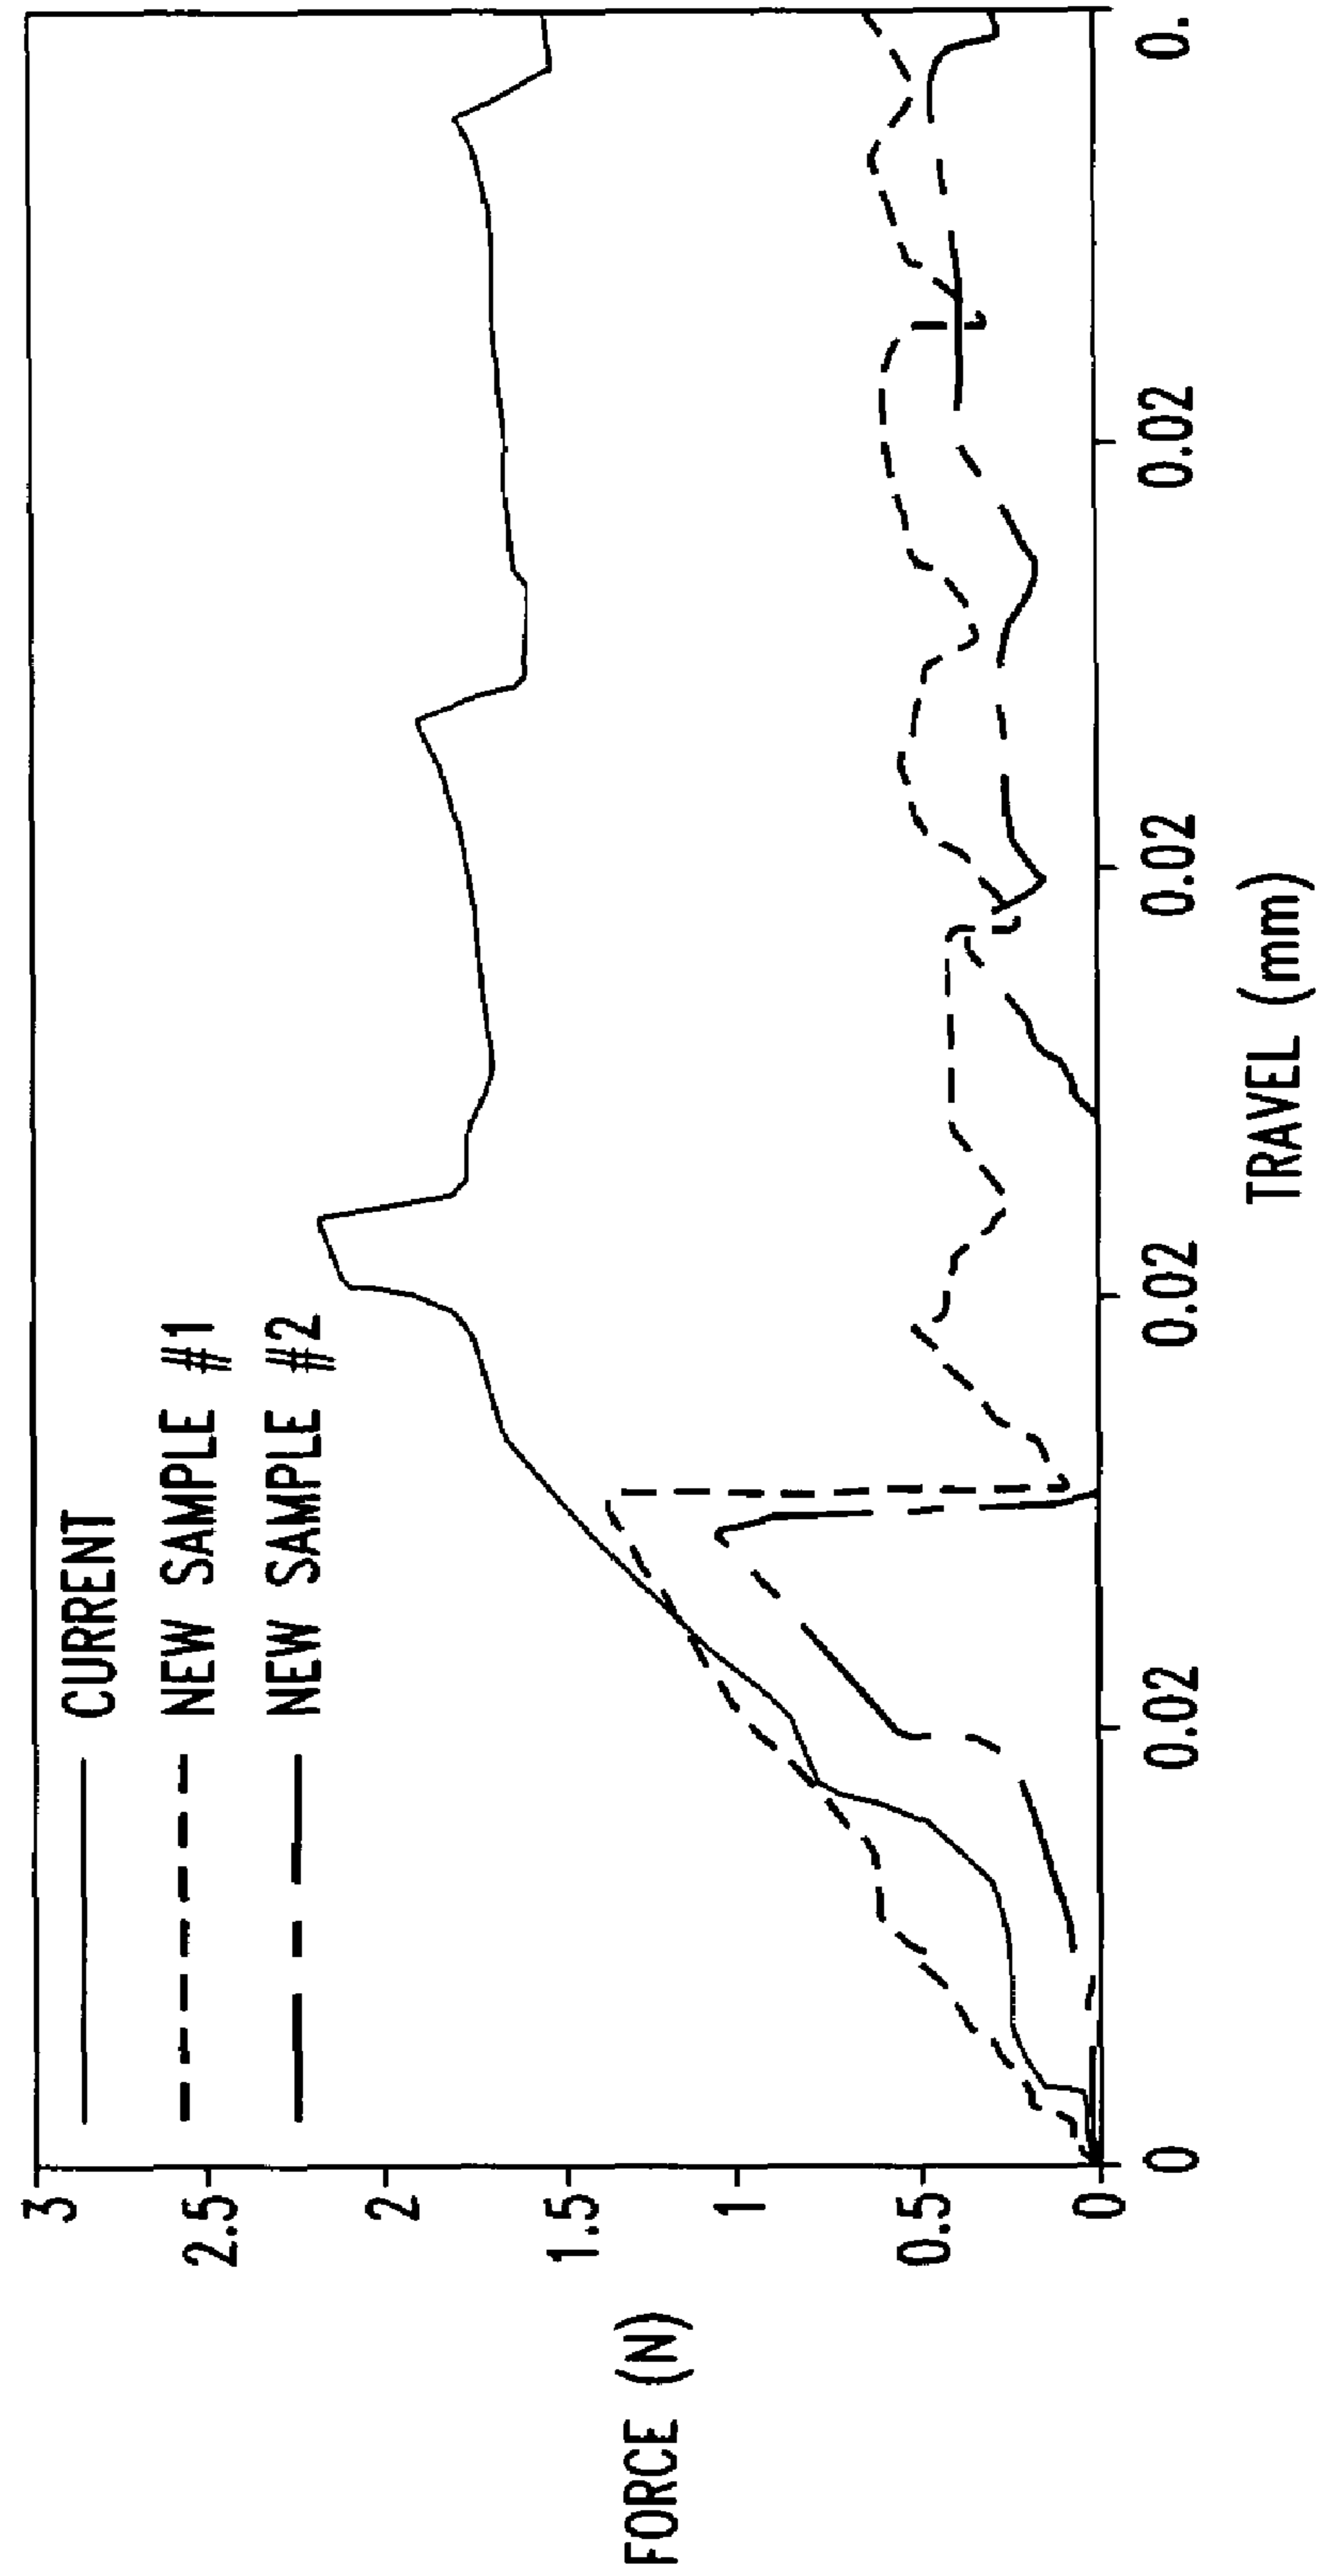 CURRENT
NEW SAMPLE #1
NEW SAMPLE #2
3
2.5
2
1.5
1
0.5
0
FORCE (N)
0
0.02
0.02
0.02
0.02
0.
TRAVEL (mm)